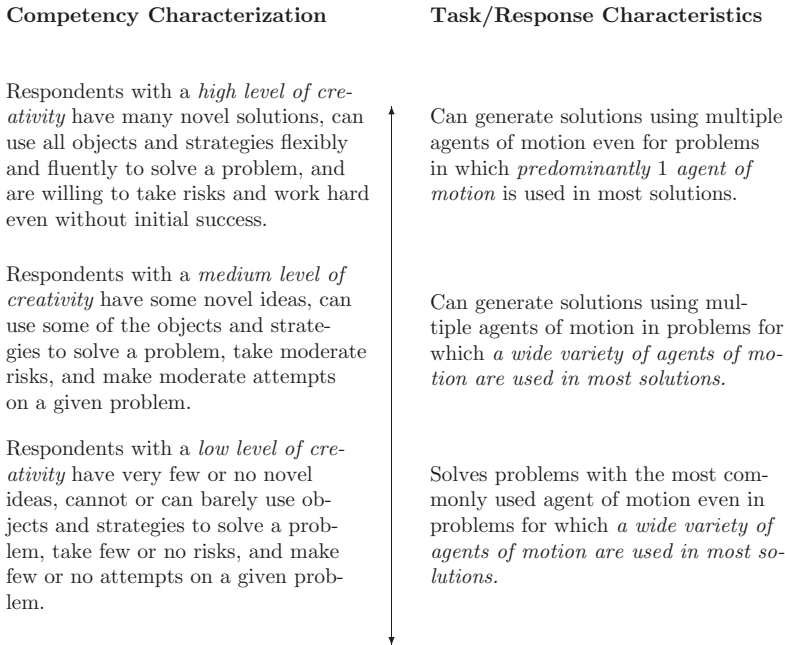 Competency Characterization
Task/Response Characteristics
Respondents with a high level of cre-
ativity have many novel solutions, can
use all objects and strategies flexibly
and fluently to solve a problem, and
are willing to take risks and work hard
even without initial success.
Can generate solutions using multiple
agents of motion even for problems
in which predominantly 1 agent of
motion is used in most solutions.
Respondents with a medium level of
creativity have some novel ideas, can
use some of the objects and strate-
gies to solve a problem, take moderate
risks, and make moderate attempts
on a given problem.
Can generate solutions using mul-
tiple agents of motion in problems for
which a wide variety of agents of mo-
tion are used in most solutions.
Respondents with a low level of cre-
ativity have very few or no novel
ideas, cannot or can barely use ob-
jects and strategies to solve a prob-
lem, take few or no risks, and make
few or no attempts on a given prob-
lem.
Solves problems with the most com-
monly used agent of motion even in
problems for which a wide variety of
agents of motion are used in most so-
lutions.